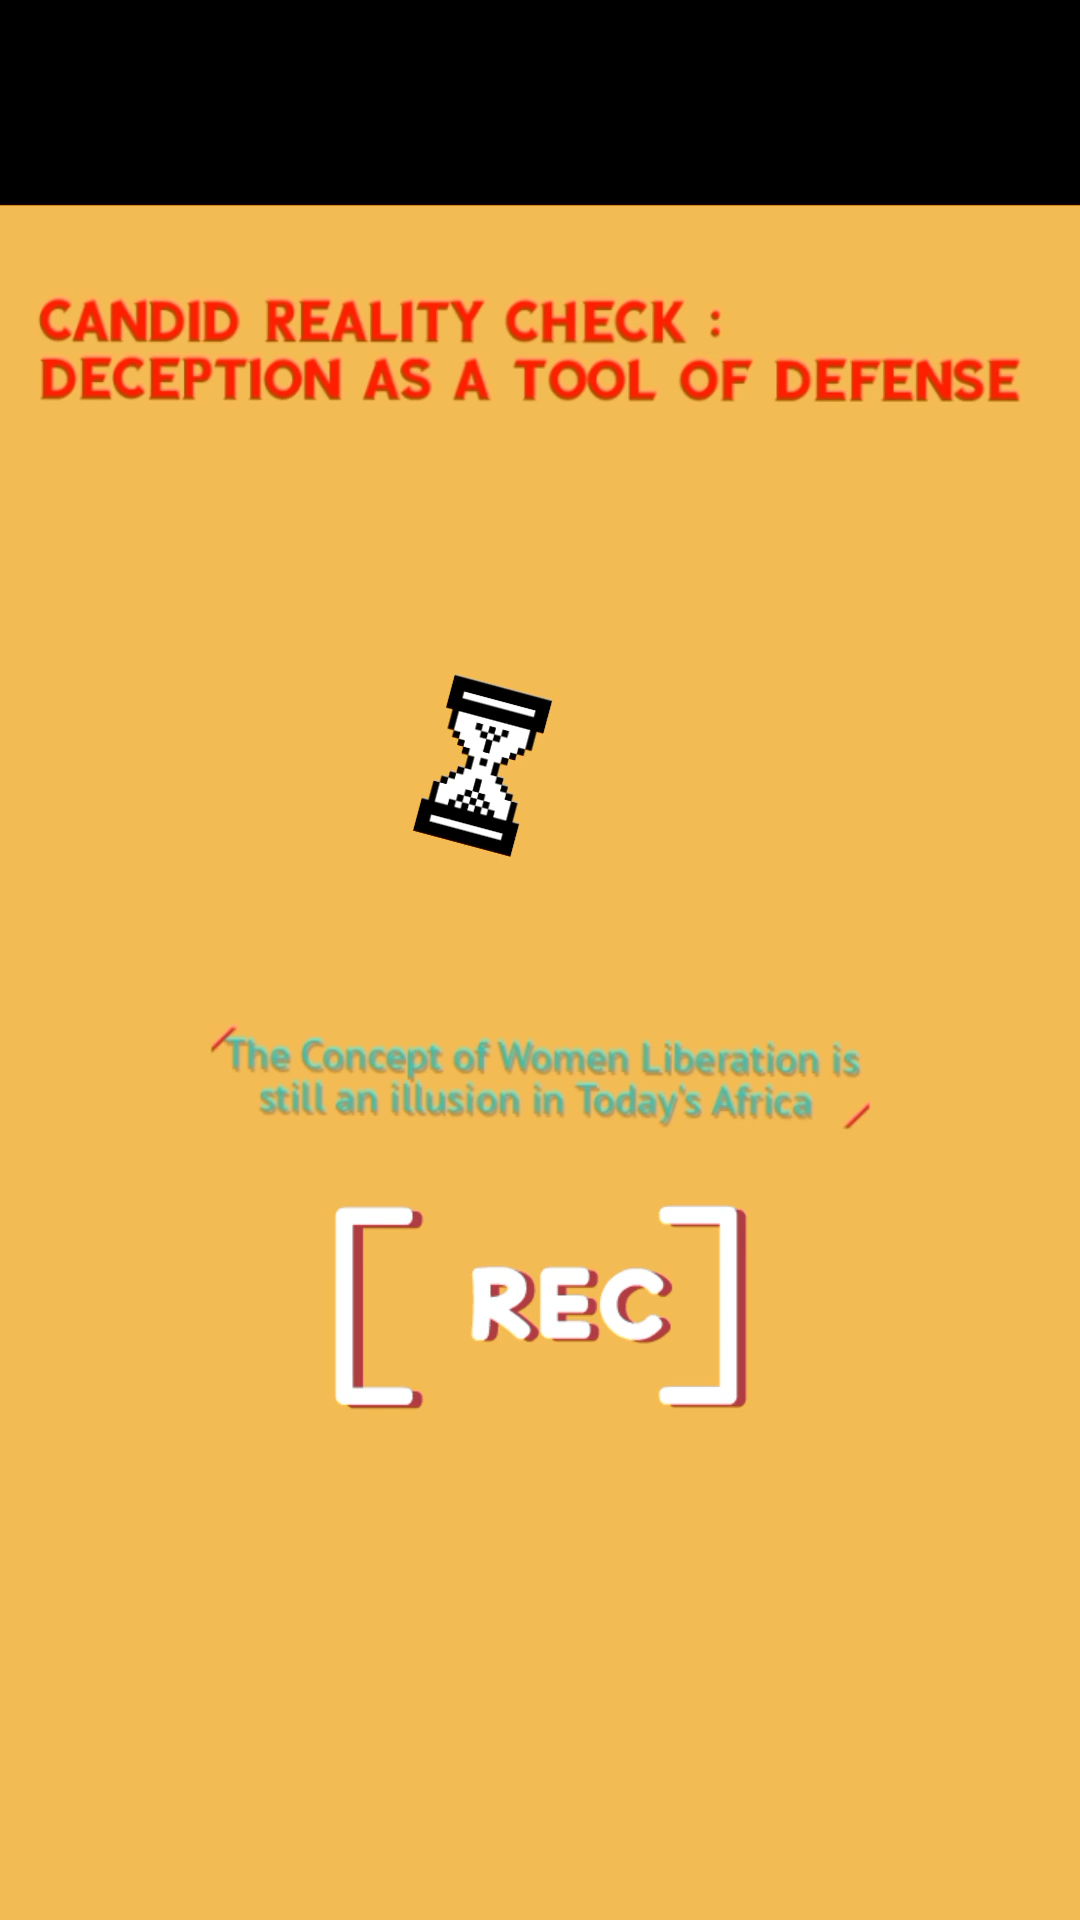 CANDID REALITY CHECK :
DECEPTION AS A TOOL OF DEFENSE
The Concept of Women Liberation is
still an illusion in Today's Africa
REC